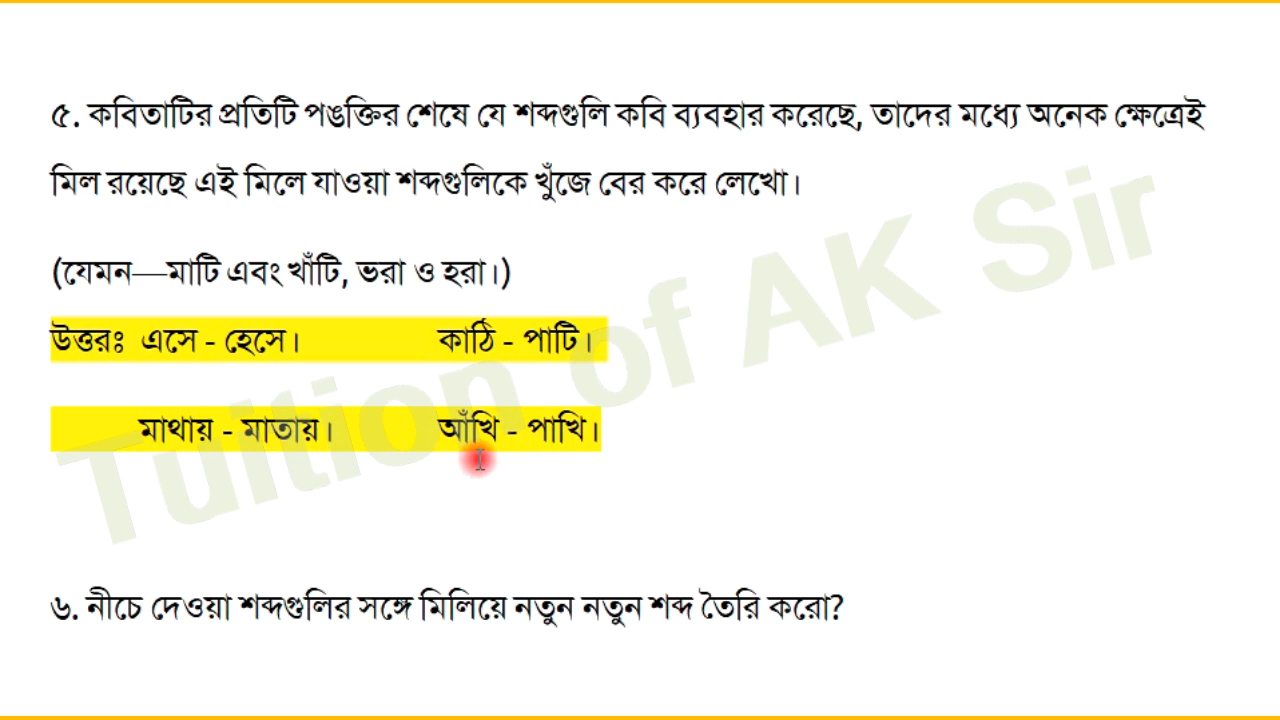 ৫. কবিতাটির প্রতিটি পঙক্তির শেষে যে শব্দগুলি কবি ব্যবহার করেছে, তাদের মধ্যে অনেক ক্ষেত্রেই
মিল রয়েছে এই মিলে যাওয়া শব্দগুলিকে খুঁজে বের করে লেখো।
(যেমন—মাটি এবং খাঁটি, ভরা ও হরা।)
উত্তরঃ এসে - হেসে। কাঠি - পাটি।
মাথায় - মাতায়। আঁখি - পাখি।
৬. নীচে দেওয়া শব্দগুলির সঙ্গে মিলিয়ে নতুন নতুন শব্দ তৈরি করো?
Tuition of AK Sir